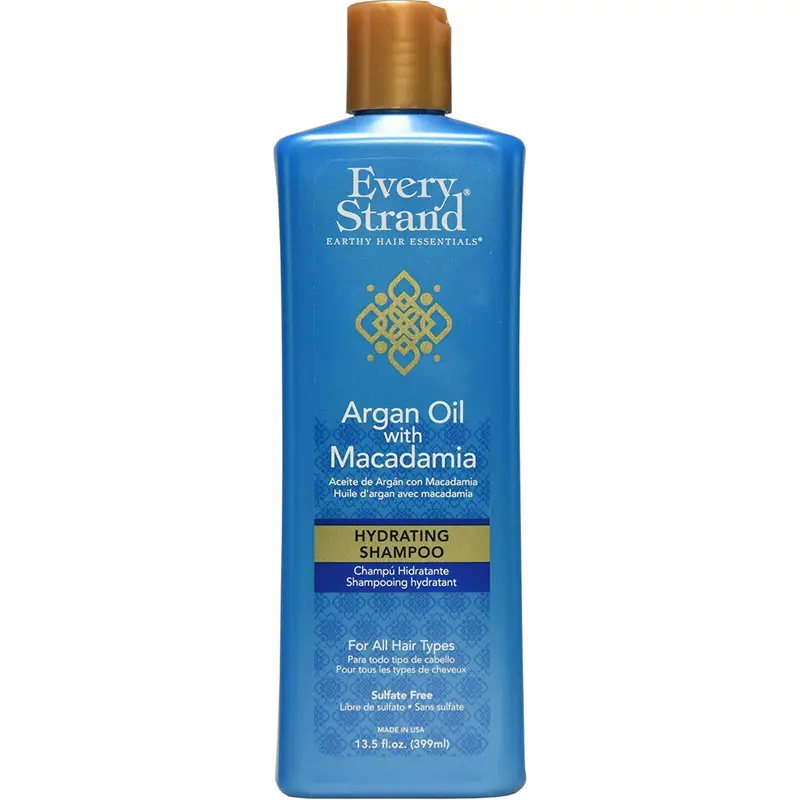 Every
Strand®
EARTHY HAIR ESSENTIALS®
Argan Oil
with
Macadamia
Aceite de Argán con Macadamia
Huile d'argan avec macadamia
HYDRATING
SHAMPOO
Champú Hidratante
Shampooing hydratant
For All Hair Types
Para todo tipo de cabello
Pour tous les types de cheveux
Sulfate Free
Libre de sulfato • Sans sulfate
MADE IN USA
13.5 fl.oz. (399ml)